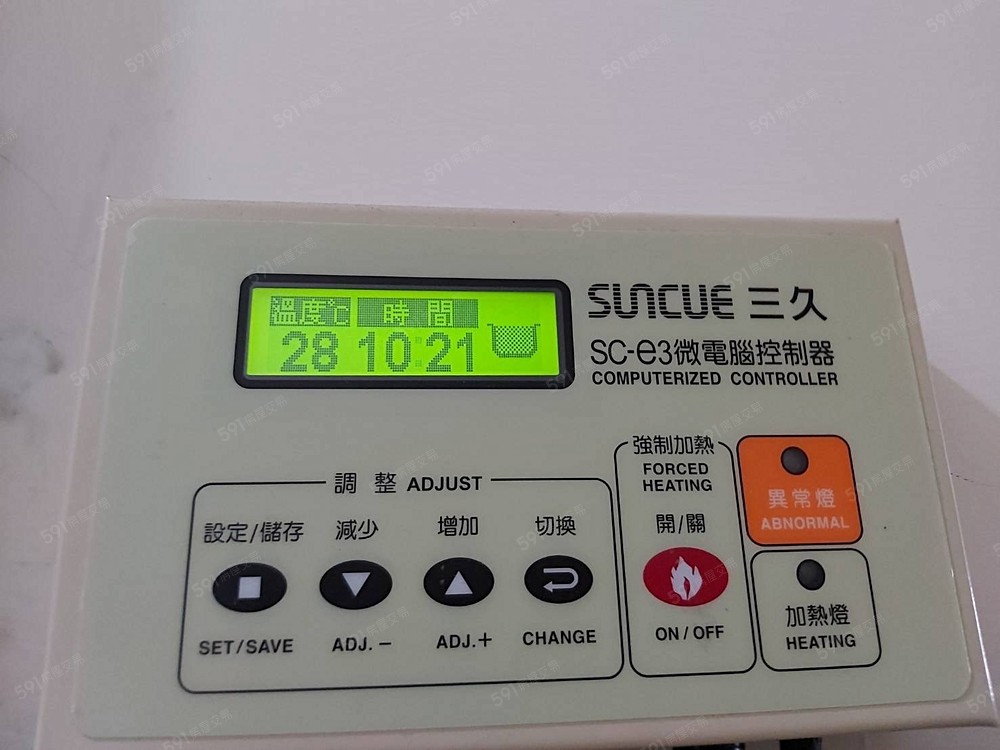 溫度℃ 時間
28 10:21
SUNCUE 三久
SC-e3微電腦控制器
COMPUTERIZED CONTROLLER
調整 ADJUST
設定/儲存
減少
增加
切換
SET/SAVE
ADJ. −
ADJ. +
CHANGE
強制加熱
FORCED
HEATING
開/關
ON / OFF
異常燈
ABNORMAL
加熱燈
HEATING